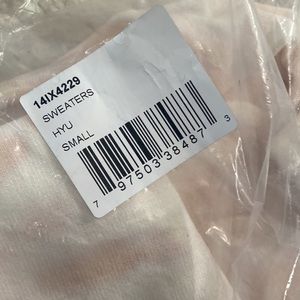 14IX4229
SWEATERS
HYU
SMALL
7 97503 38487 3